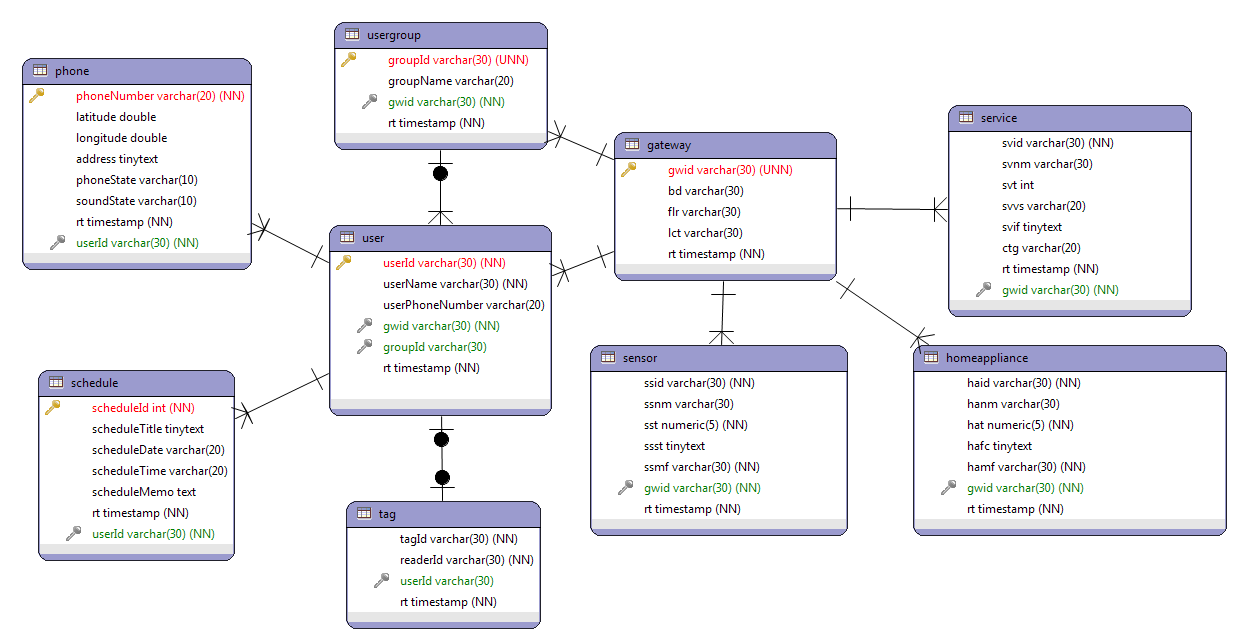 usergroup
groupId varchar(30) (UNN)
groupName varchar(20)
gwid varchar(30) (NN)
rt timestamp (NN)
phone
phoneNumber varchar(20) (NN)
latitude double
longitude double
address tinytext
phoneState varchar(10)
soundState varchar(10)
rt timestamp (NN)
userId varchar(30) (NN)
gateway
gwid varchar(30) (UNN)
bd varchar(30)
flr varchar(30)
lct varchar(30)
rt timestamp (NN)
service
svid varchar(30) (NN)
svnm varchar(30)
svt int
svvs varchar(20)
svif tinytext
ctg varchar(20)
rt timestamp (NN)
gwid varchar(30) (NN)
user
userId varchar(30) (NN)
userName varchar(30) (NN)
userPhoneNumber varchar(20)
gwid varchar(30) (NN)
groupId varchar(30)
rt timestamp (NN)
schedule
scheduleId int (NN)
scheduleTitle tinytext
scheduleDate varchar(20)
scheduleTime varchar(20)
scheduleMemo text
rt timestamp (NN)
userId varchar(30) (NN)
sensor
ssid varchar(30) (NN)
ssnm varchar(30)
sst numeric(5) (NN)
ssst tinytext
ssmf varchar(30) (NN)
gwid varchar(30) (NN)
rt timestamp (NN)
homeappliance
haid varchar(30) (NN)
hanm varchar(30)
hat numeric(5) (NN)
hafc tinytext
hamf varchar(30) (NN)
gwid varchar(30) (NN)
rt timestamp (NN)
tag
tagId varchar(30) (NN)
readerId varchar(30) (NN)
userId varchar(30)
rt timestamp (NN)